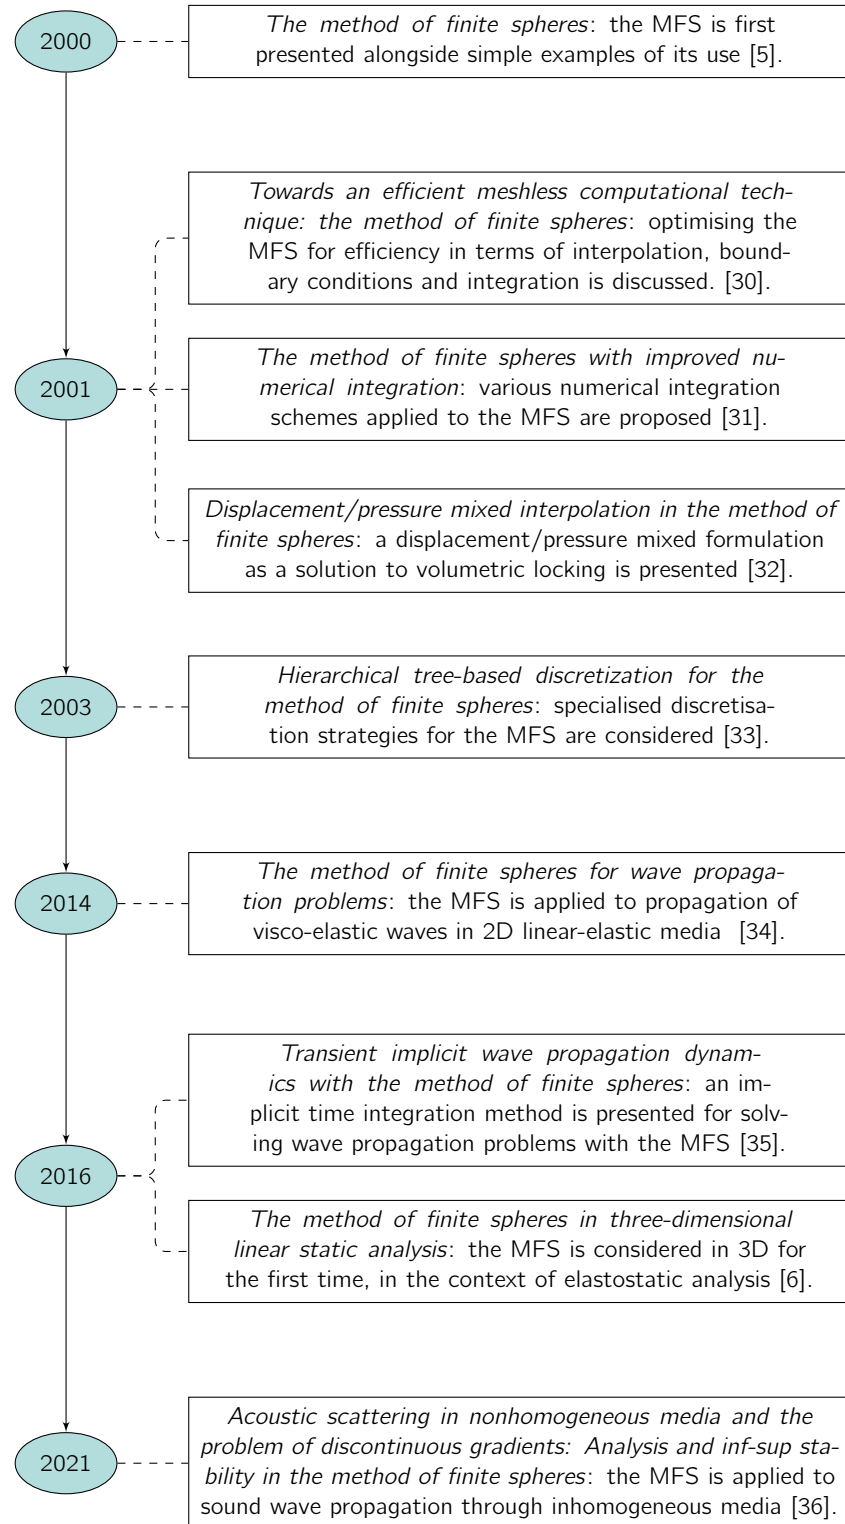 2000
The method of finite spheres: the MFS is first
presented alongside simple examples of its use [5].
Towards an efficient meshless computational tech-
nique: the method of finite spheres: optimising the
MFS for efficiency in terms of interpolation, bound-
ary conditions and integration is discussed. [30].
2001
The method of finite spheres with improved nu-
merical integration: various numerical integration
schemes applied to the MFS are proposed [31].
Displacement/pressure mixed interpolation in the method of
finite spheres: a displacement/pressure mixed formulation
as a solution to volumetric locking is presented [32].
2003
Hierarchical tree-based discretization for the
method of finite spheres: specialised discretisa-
tion strategies for the MFS are considered [33].
2014
The method of finite spheres for wave propaga-
tion problems: the MFS is applied to propagation of
visco-elastic waves in 2D linear-elastic media [34].
2016
Transient implicit wave propagation dynam-
ics with the method of finite spheres: an im-
plicit time integration method is presented for solv-
ing wave propagation problems with the MFS [35].
The method of finite spheres in three-dimensional
linear static analysis: the MFS is considered in 3D for
the first time, in the context of elastostatic analysis [6].
2021
Acoustic scattering in nonhomogeneous media and the
problem of discontinuous gradients: Analysis and inf-sup sta-
bility in the method of finite spheres: the MFS is applied to
sound wave propagation through inhomogeneous media [36].